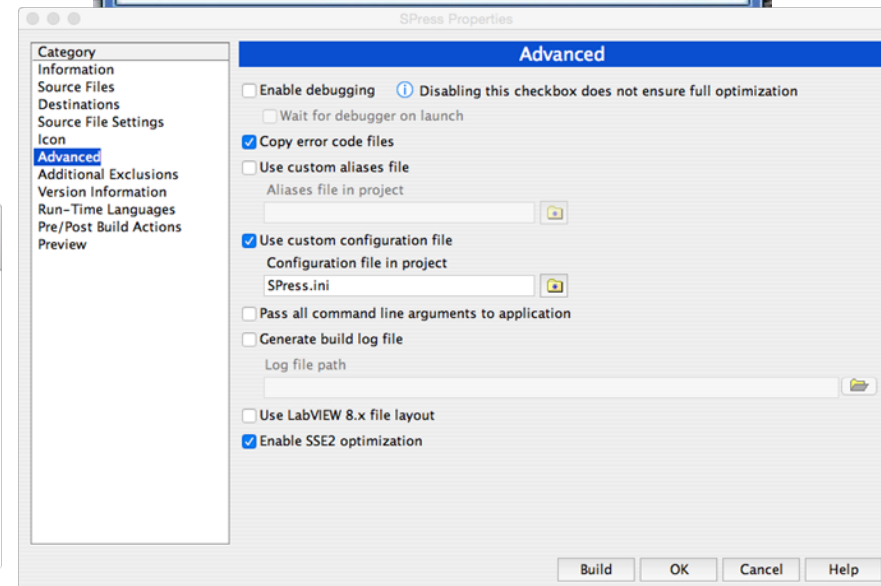 SPress Properties
Category
Information
Source Files
Destinations
Source File Settings
Icon
Advanced
Additional Exclusions
Version Information
Run-Time Languages
Pre/Post Build Actions
Preview
Advanced
Enable debugging Disabling this checkbox does not ensure full optimization
Wait for debugger on launch
Copy error code files
Use custom aliases file
Aliases file in project
Use custom configuration file
Configuration file in project
SPress.ini
Pass all command line arguments to application
Generate build log file
Log file path
Use LabVIEW 8.x file layout
Enable SSE2 optimization
Build OK Cancel Help